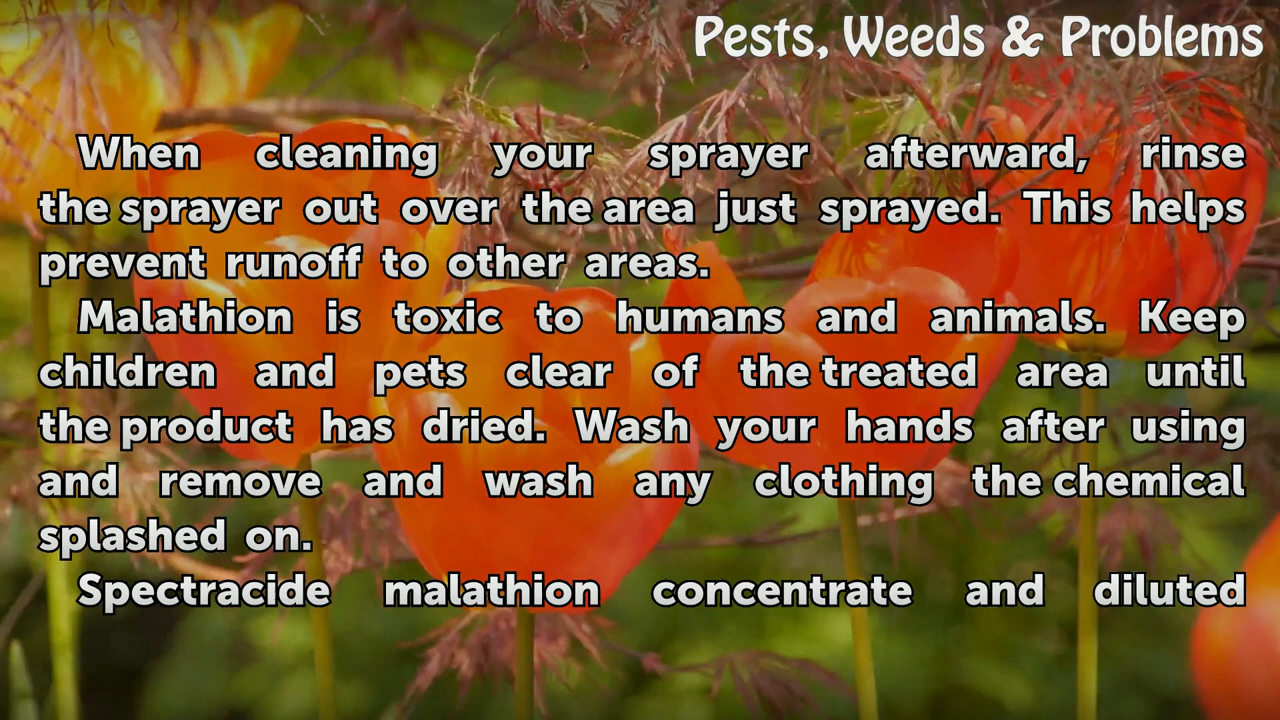 Pests, Weeds & Problems
When cleaning your sprayer afterward, rinse
the sprayer out over the area just sprayed. This helps
prevent runoff to other areas.
Malathion is toxic to humans and animals. Keep
children and pets clear of the treated area until
the product has dried. Wash your hands after using
and remove and wash any clothing the chemical
splashed on.
Spectracide malathion concentrate and diluted